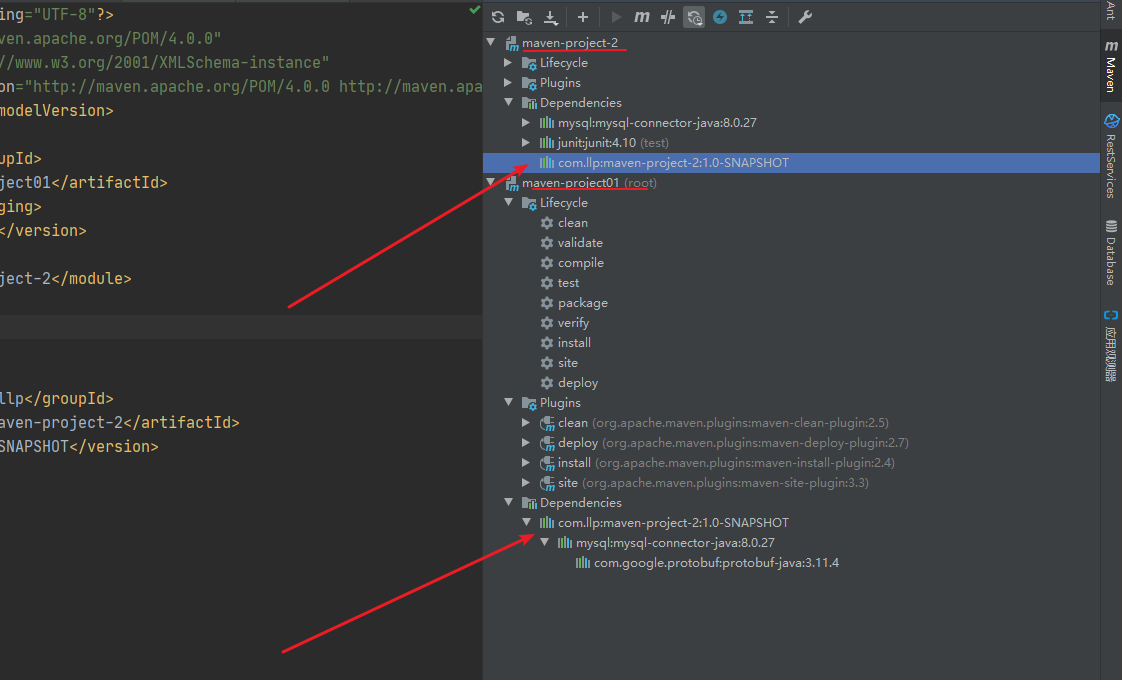 ing="UTF-8"?>
ven.apache.org/POM/4.0.0"
//www.w3.org/2001/XMLSchema-instance"
on="http://maven.apache.org/POM/4.0.0 http://maven.apa
modelVersion>
upId>
ject01</artifactId>
ging>
</version>
ject-2</module>
llp</groupId>
aven-project-2</artifactId>
SNAPSHOT</version>
maven-project-2
Lifecycle
Plugins
Dependencies
mysql:mysql-connector-java:8.0.27
junit:junit:4.10 (test)
com.llp:maven-project-2:1.0-SNAPSHOT
maven-project01 (root)
Lifecycle
clean
validate
compile
test
package
verify
install
site
deploy
Plugins
clean (org.apache.maven.plugins:maven-clean-plugin:2.5)
deploy (org.apache.maven.plugins:maven-deploy-plugin:2.7)
install (org.apache.maven.plugins:maven-install-plugin:2.4)
site (org.apache.maven.plugins:maven-site-plugin:3.3)
Dependencies
com.llp:maven-project-2:1.0-SNAPSHOT
mysql:mysql-connector-java:8.0.27
com.google.protobuf:protobuf-java:3.11.4
Ant
m Maven
RestServices
Database
应用观测器